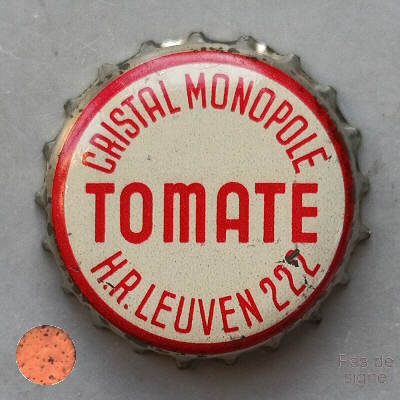 CRISTAL MONOPOLE
TOMATE
H.R. LEUVEN 222
Pas de
signe